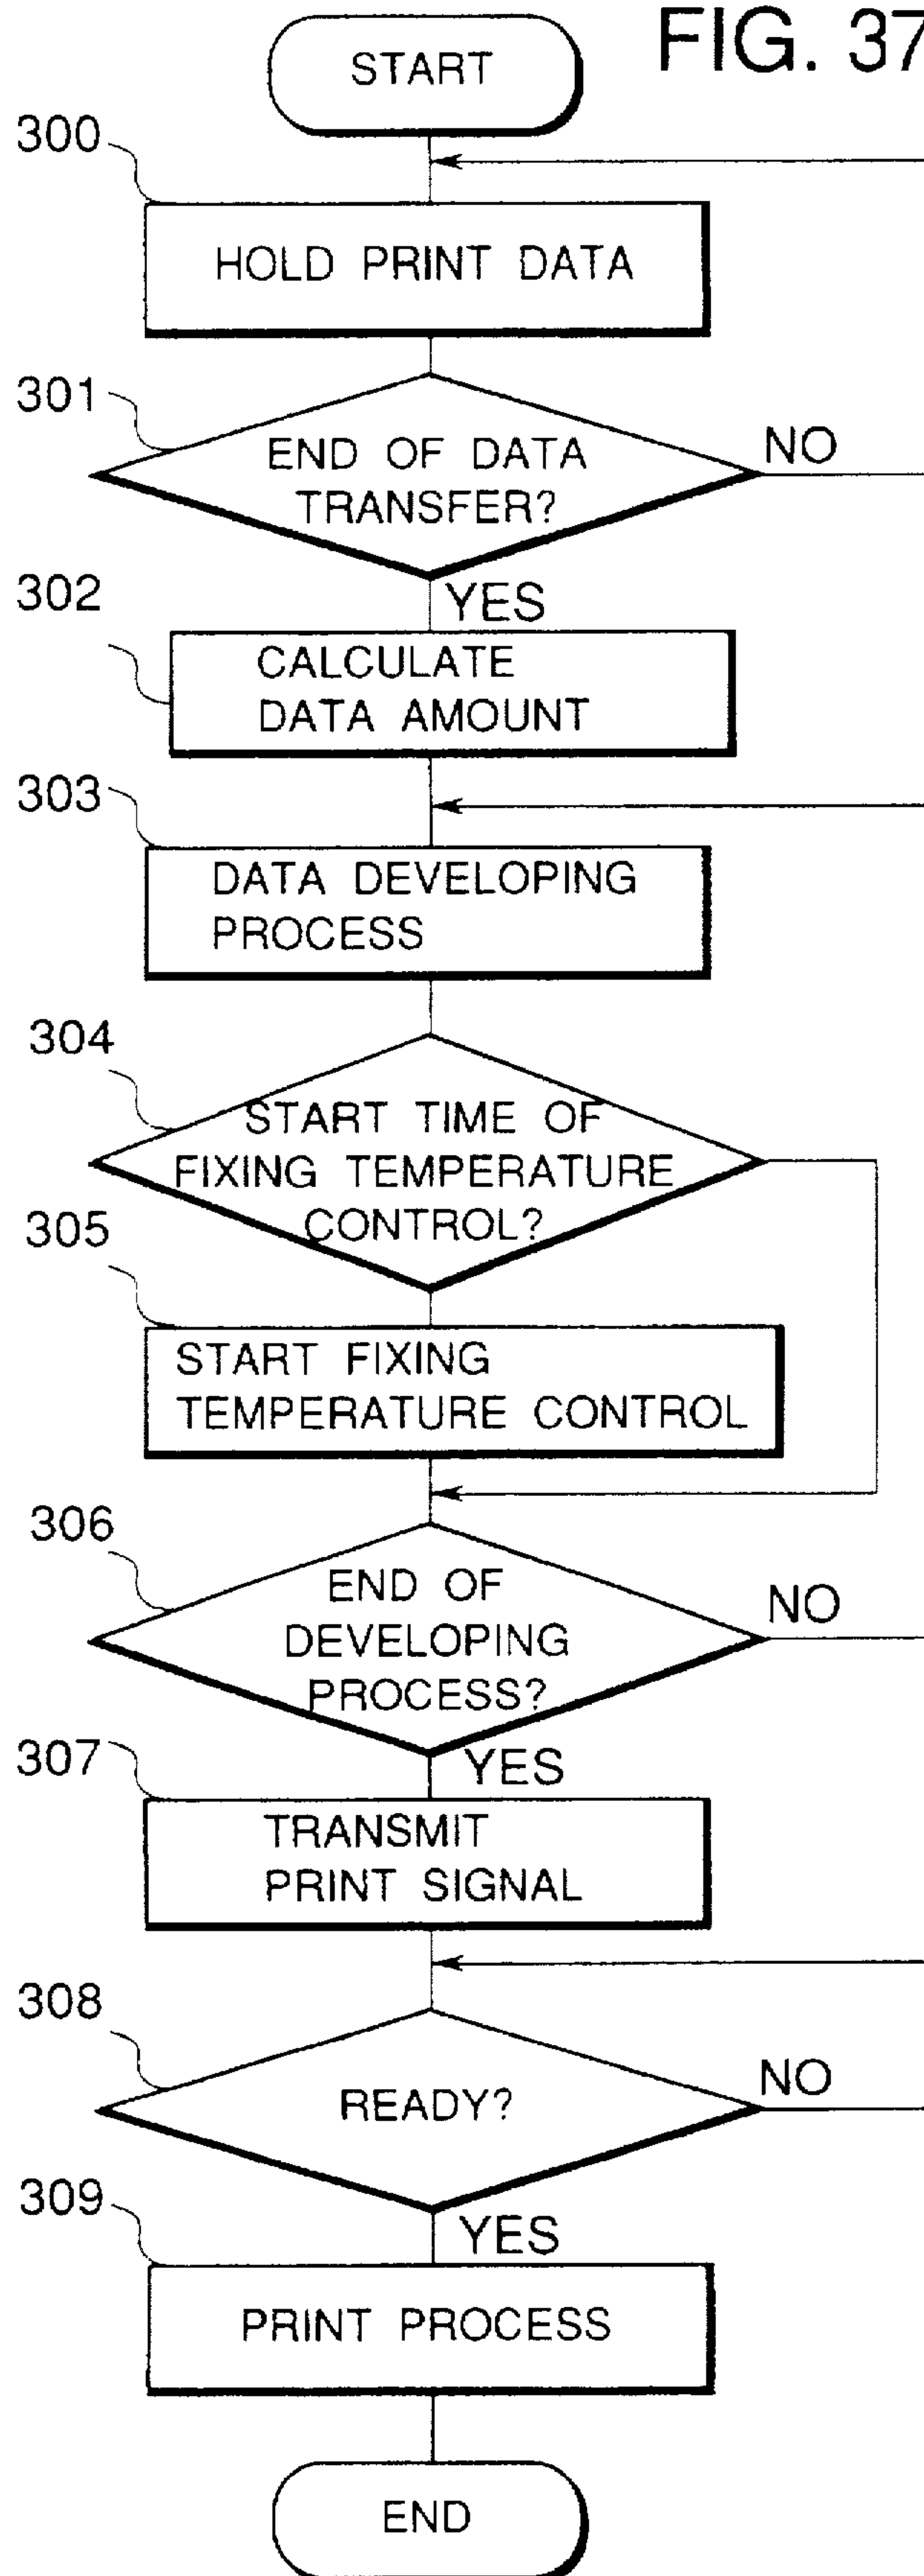 FIG. 37
START
300
HOLD PRINT DATA
301
END OF DATA
TRANSFER?
NO
YES
302
CALCULATE
DATA AMOUNT
303
DATA DEVELOPING
PROCESS
304
START TIME OF
FIXING TEMPERATURE
CONTROL?
305
START FIXING
TEMPERATURE CONTROL
306
END OF
DEVELOPING
PROCESS?
NO
YES
307
TRANSMIT
PRINT SIGNAL
308
READY?
NO
YES
309
PRINT PROCESS
END